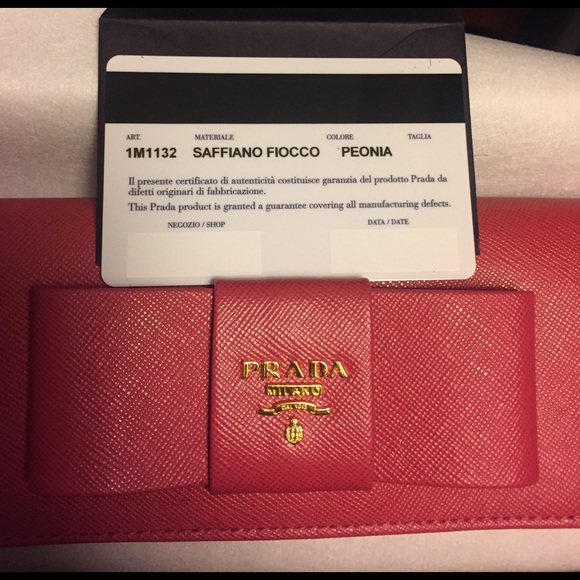 ART. MATERIALE COLORE TAGLIA
1M1132 SAFFIANO FIOCCO PEONIA
Il presente certificato di autenticità costituisce garanzia del prodotto Prada da
difetti originari di fabbricazione.
This Prada product is granted a guarantee covering all manufacturing defects.
NEGOZIO / SHOP DATA / DATE
PRADA
MILANO
DAL 1913